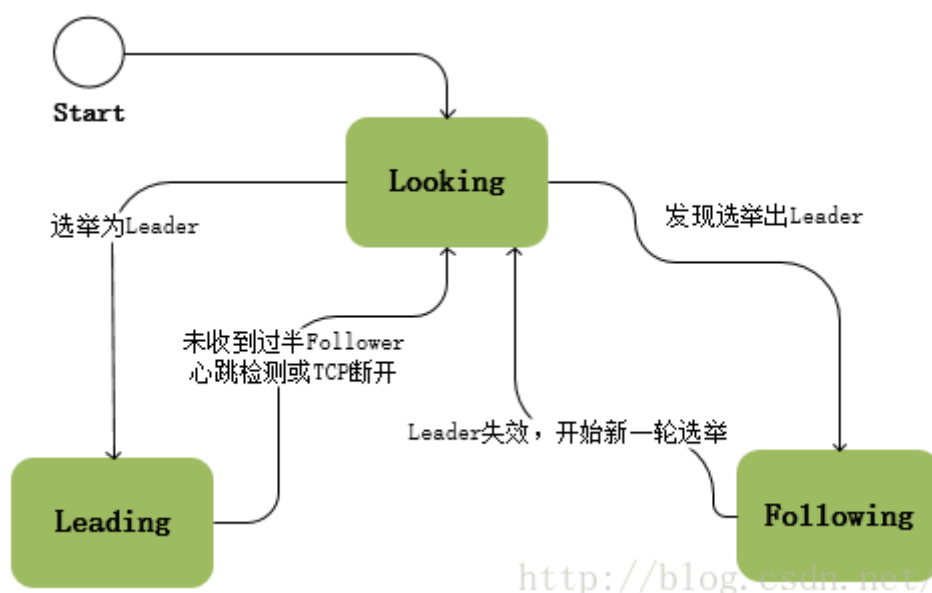 Start
Looking
选举为Leader
发现选举出Leader
未收到过半Follower
心跳检测或TCP断开
Leader失效，开始新一轮选举
Leading
Following
http://blog.csdn.net/